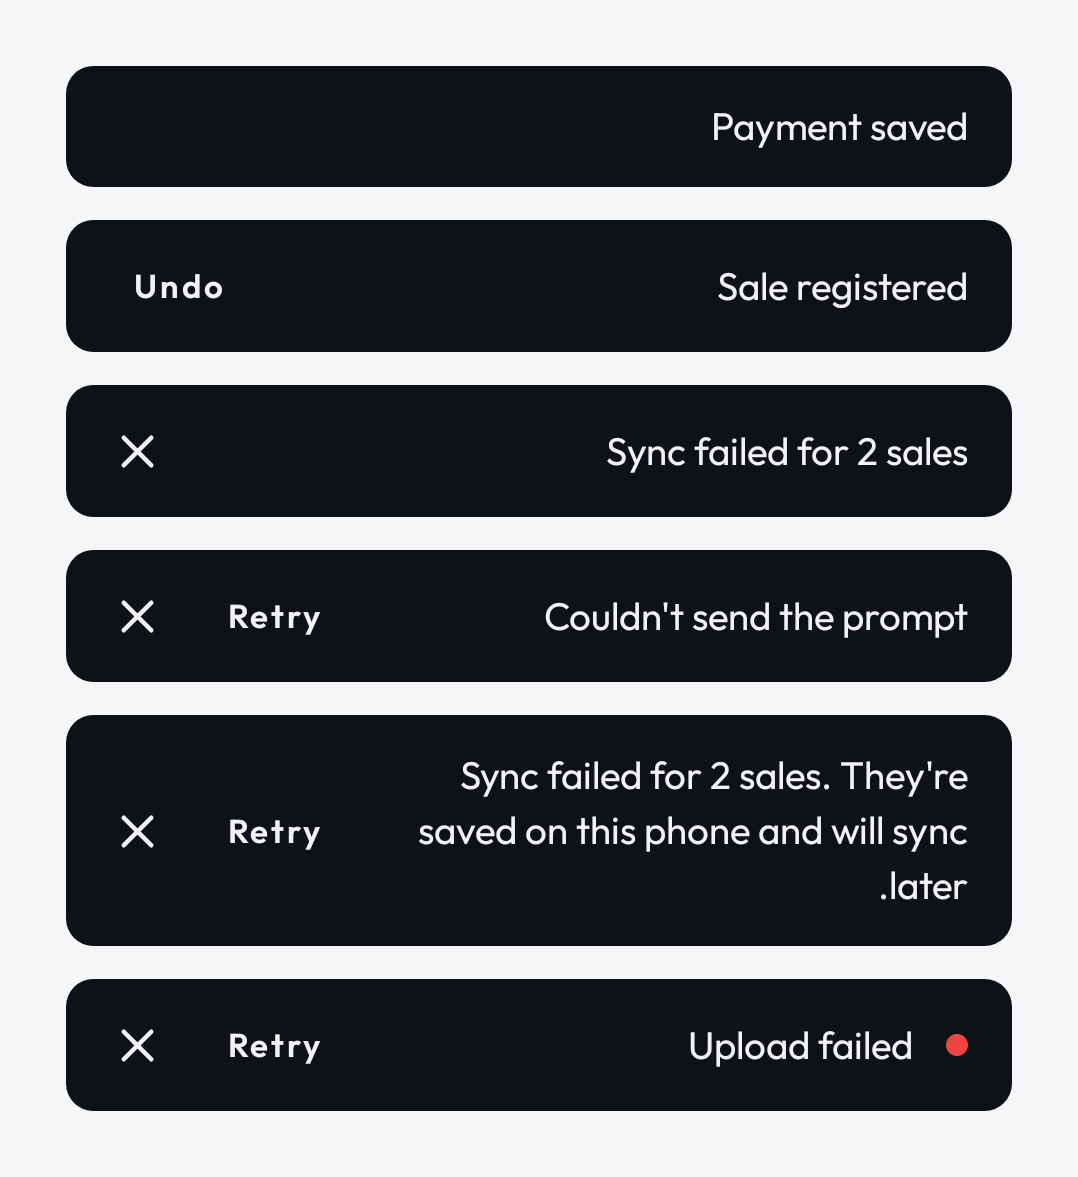 Payment saved
Sale registered
Undo
Sync failed for 2 sales
Couldn't send the prompt
Retry
Sync failed for 2 sales. They're
saved on this phone and will sync
.later
Retry
Upload failed
Retry